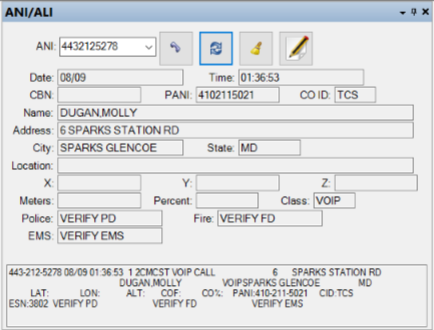 ANI/ALI
ANI: 4432125278
Date: 08/09 Time: 01:36:53
CBN: PANI: 4102115021 CO ID: TCS
Name: DUGAN,MOLLY
Address: 6 SPARKS STATION RD
City: SPARKS GLENCOE State: MD
Location:
X: Y: Z:
Meters: Percent: Class: VOIP
Police: VERIFY PD Fire: VERIFY FD
EMS: VERIFY EMS
443-212-5278 08/09 01:36:53 1 2CMCST VOIP CALL 6 SPARKS STATION RD
DUGAN,MOLLY VOIPSPARKS GLENCOE MD
LAT: LON: ALT: COF: CO%: PANI:410-211-5021 CID:TCS
ESN:3802 VERIFY PD VERIFY FD VERIFY EMS